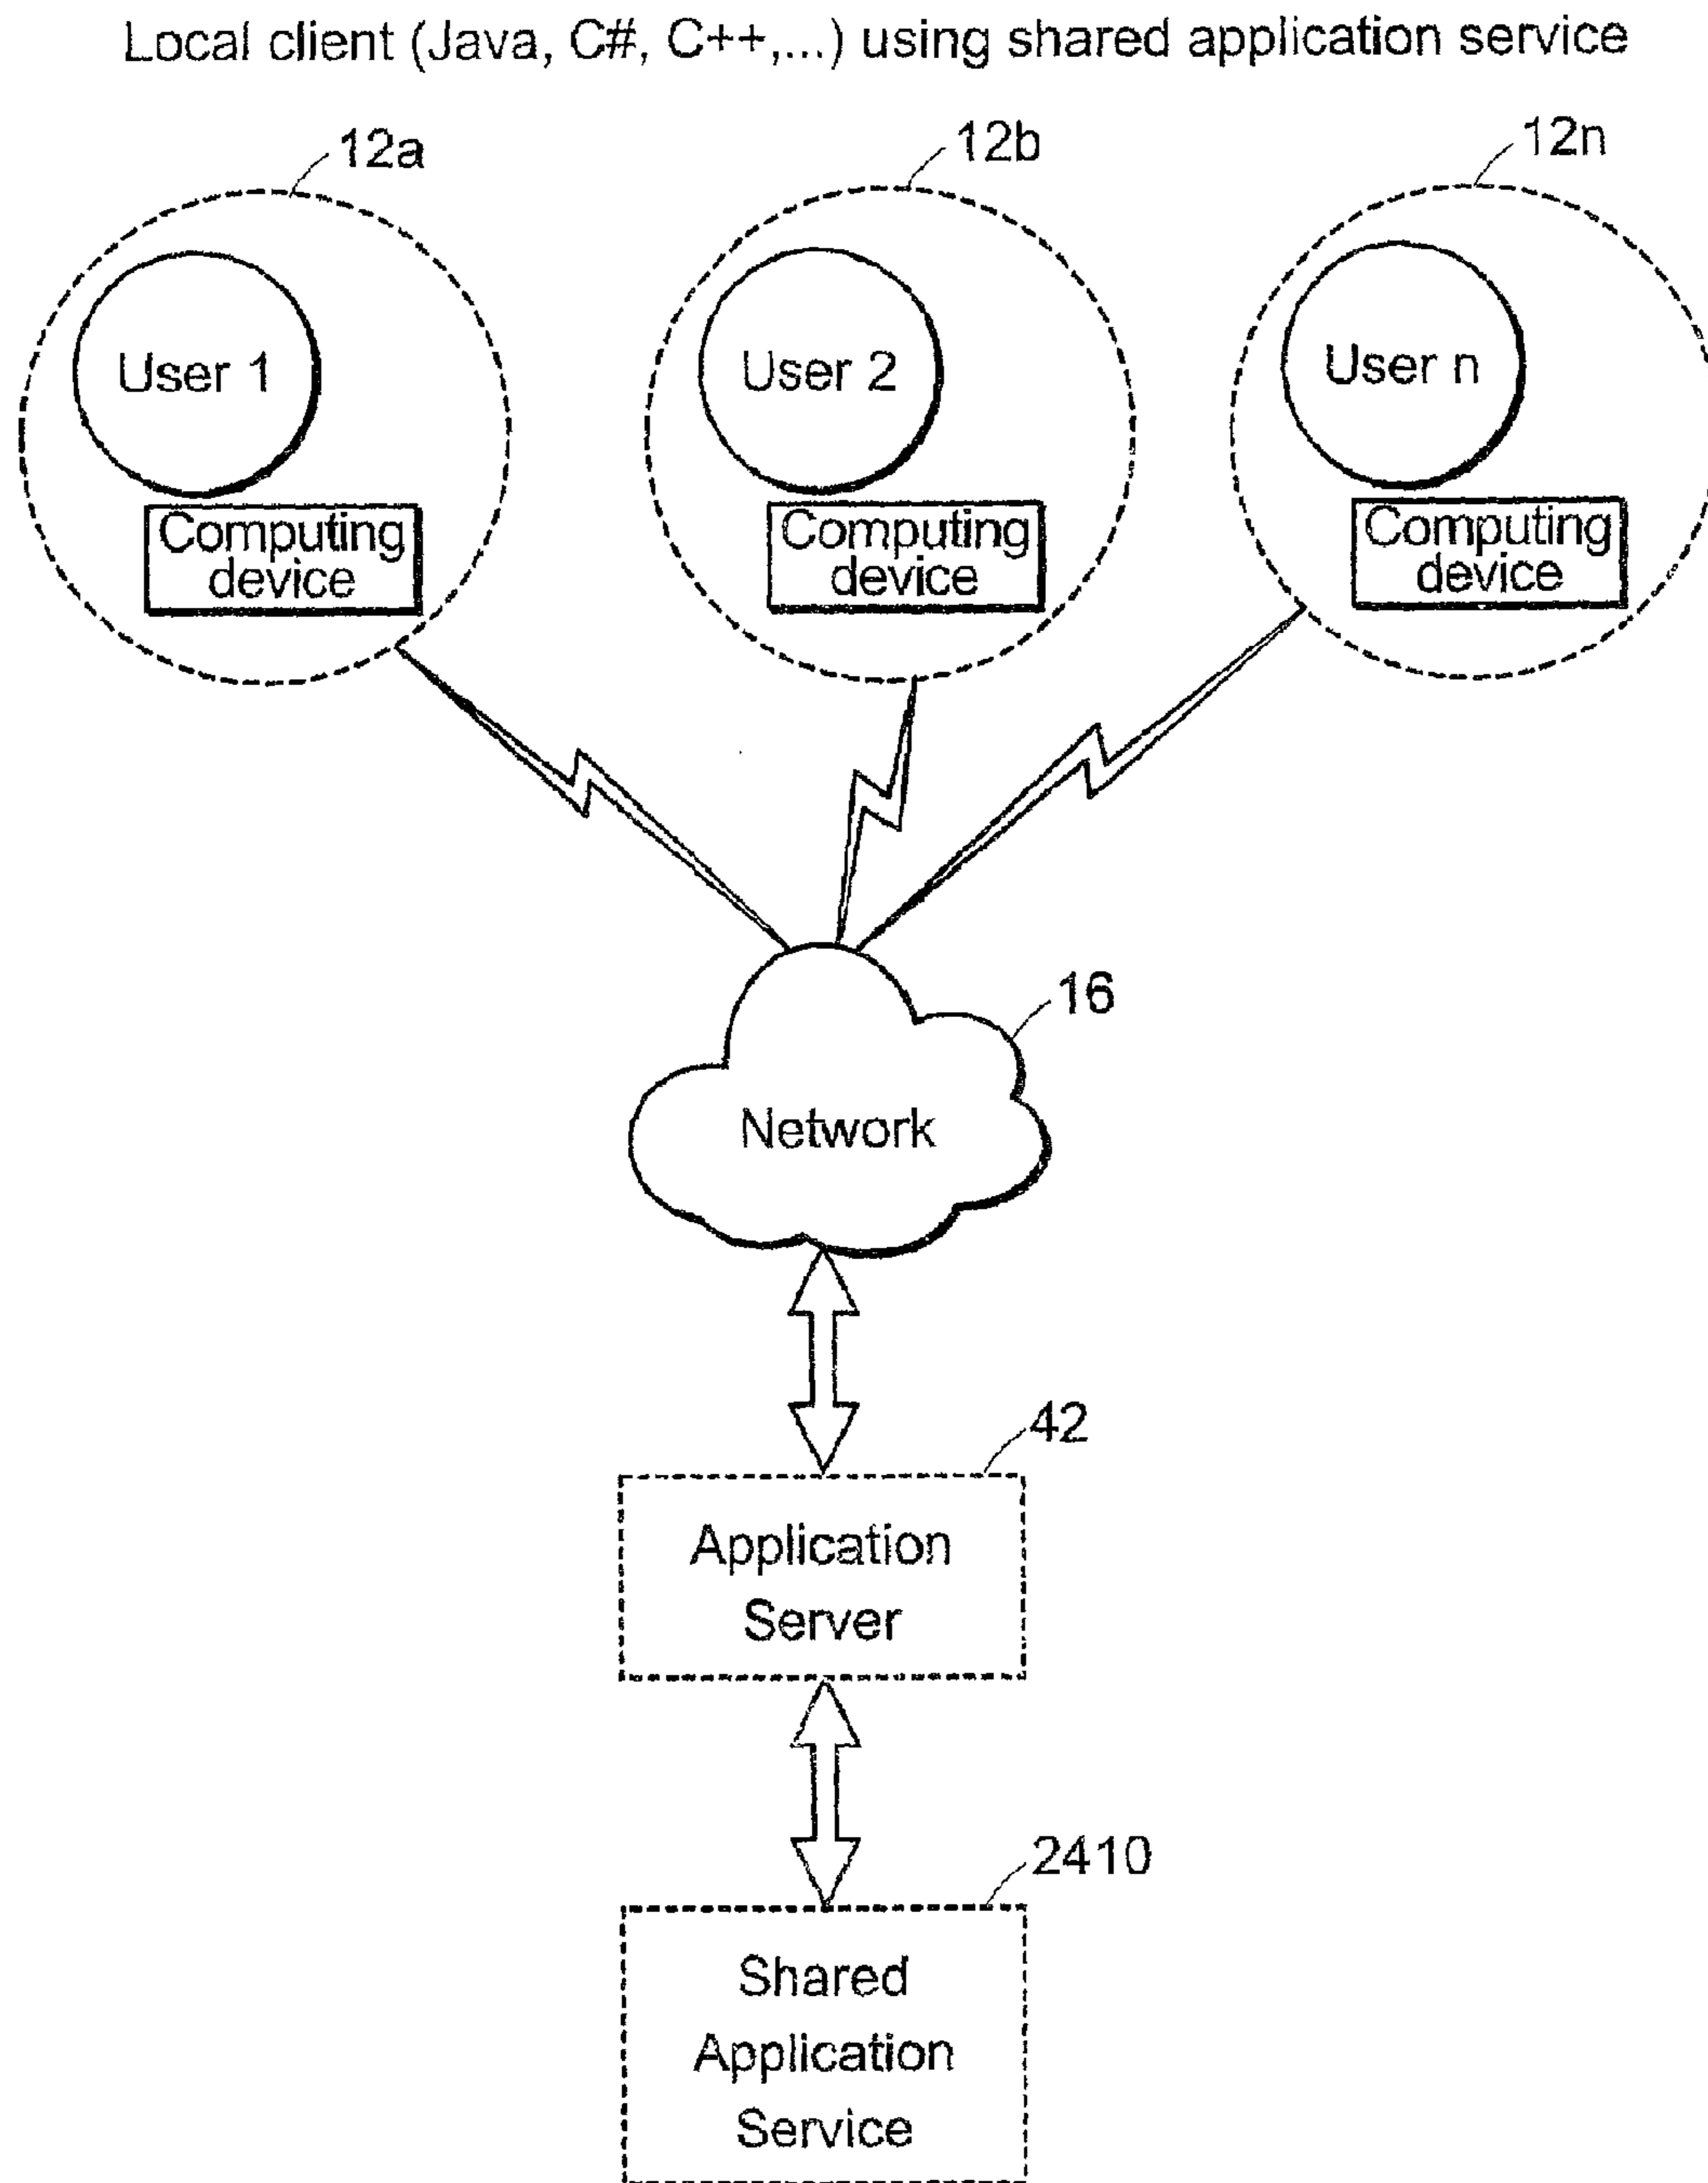 Local client (Java, C#, C++,...) using shared application service
12a
12b
12n
User 1
User 2
User n
Computing
device
Computing
device
Computing
device
16
Network
42
Application
Server
2410
Shared
Application
Service